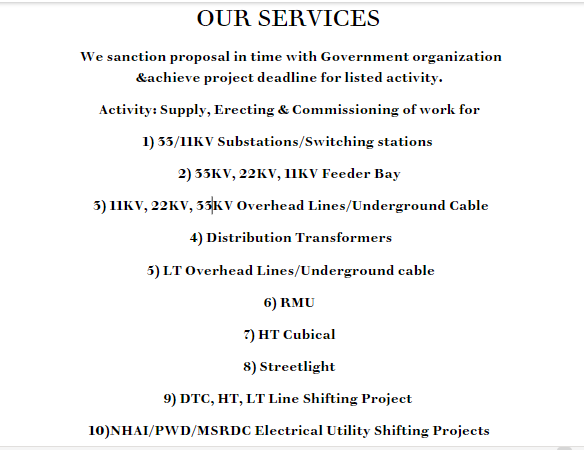 OUR SERVICES
We sanction proposal in time with Government organization
&achieve project deadline for listed activity.
Activity: Supply, Erecting & Commissioning of work for
1) 33/11KV Substations/Switching stations
2) 33KV, 22KV, 11KV Feeder Bay
3) 11KV, 22KV, 33KV Overhead Lines/Underground Cable
4) Distribution Transformers
5) LT Overhead Lines/Underground cable
6) RMU
7) HT Cubical
8) Streetlight
9) DTC, HT, LT Line Shifting Project
10)NHAI/PWD/MSRDC Electrical Utility Shifting Projects